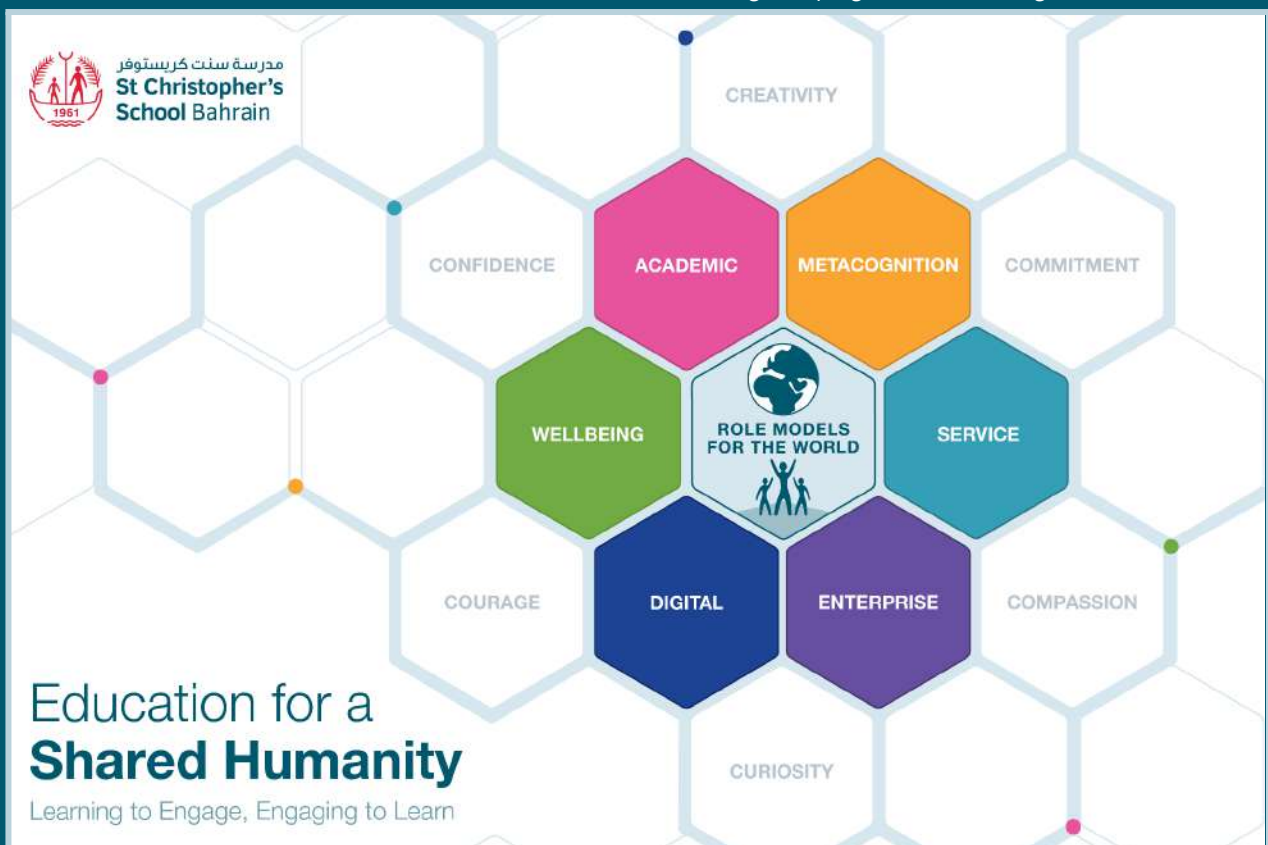 مدرسة سنت كريستوفر
St Christopher's
School Bahrain
1961
CREATIVITY
CONFIDENCE
ACADEMIC
METACOGNITION
COMMITMENT
WELLBEING
ROLE MODELS
FOR THE WORLD
SERVICE
COURAGE
DIGITAL
ENTERPRISE
COMPASSION
Education for a
Shared Humanity
Learning to Engage, Engaging to Learn
CURIOSITY